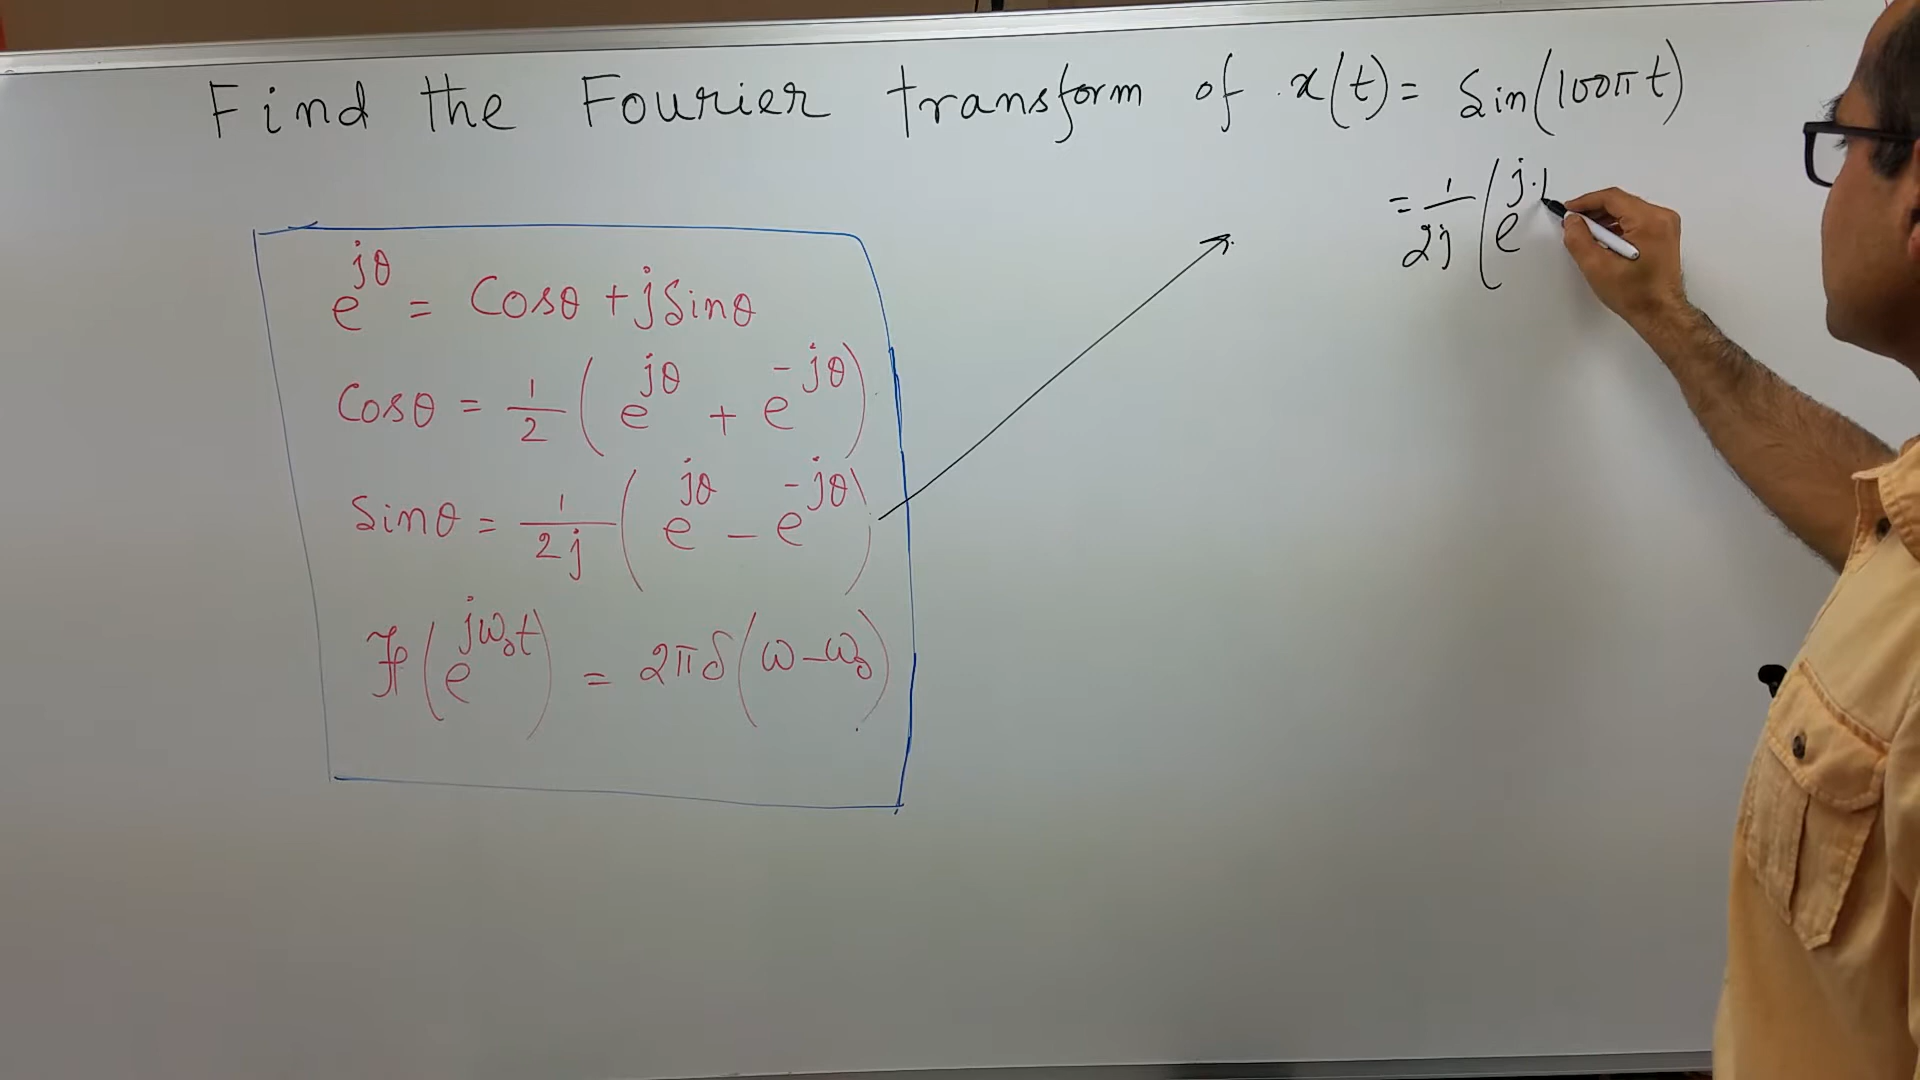 Find the Fourier transform of x(t) = Sin(100πt)
= 1/2j (e^j.1
e^jθ = Cosθ + jSinθ
Cosθ = 1/2 (e^jθ + e^-jθ)
Sinθ = 1/2j (e^jθ - e^-jθ)
ℱ(e^jω₀t) = 2πδ(ω-ω₀)